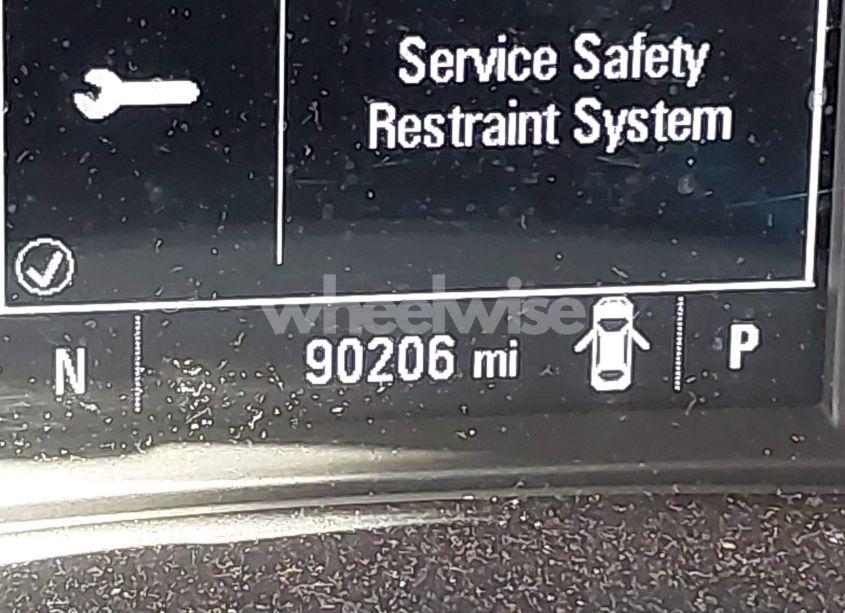 Service Safety
Restraint System
wheelwise
N
90206 mi
P